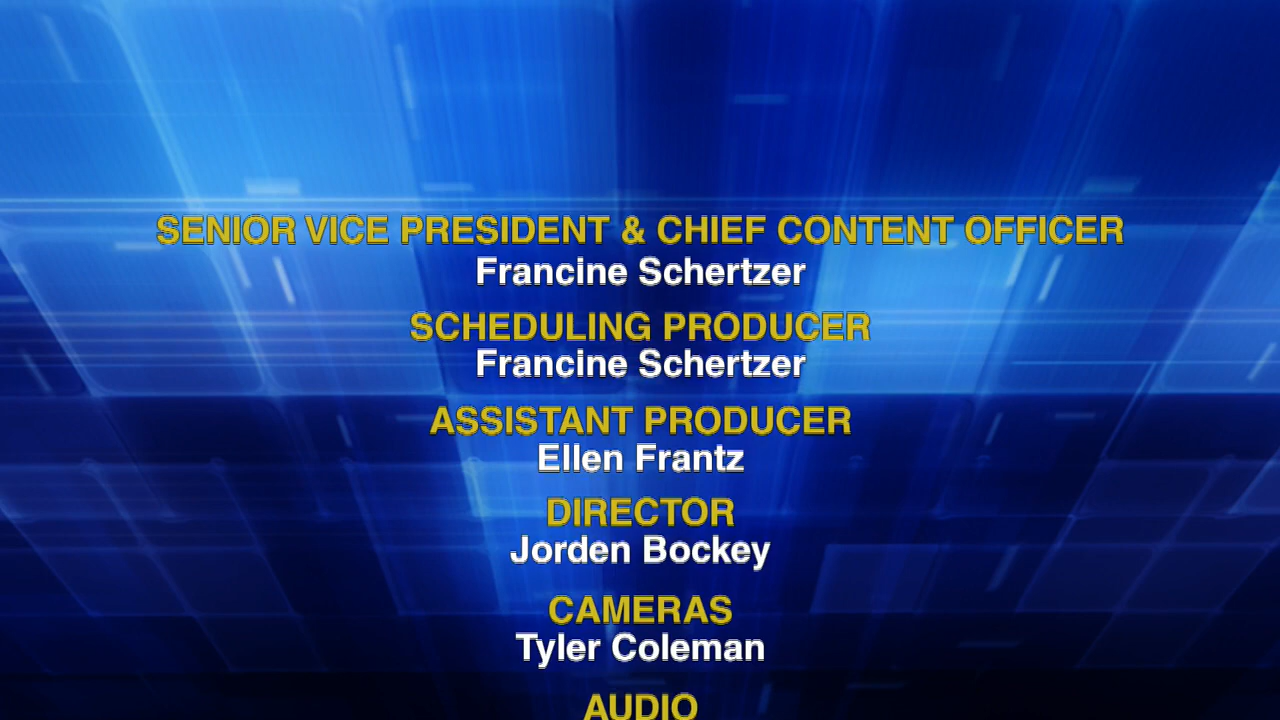 SENIOR VICE PRESIDENT & CHIEF CONTENT OFFICER
Francine Schertzer
SCHEDULING PRODUCER
Francine Schertzer
ASSISTANT PRODUCER
Ellen Frantz
DIRECTOR
Jorden Bockey
CAMERAS
Tyler Coleman
AUDIO